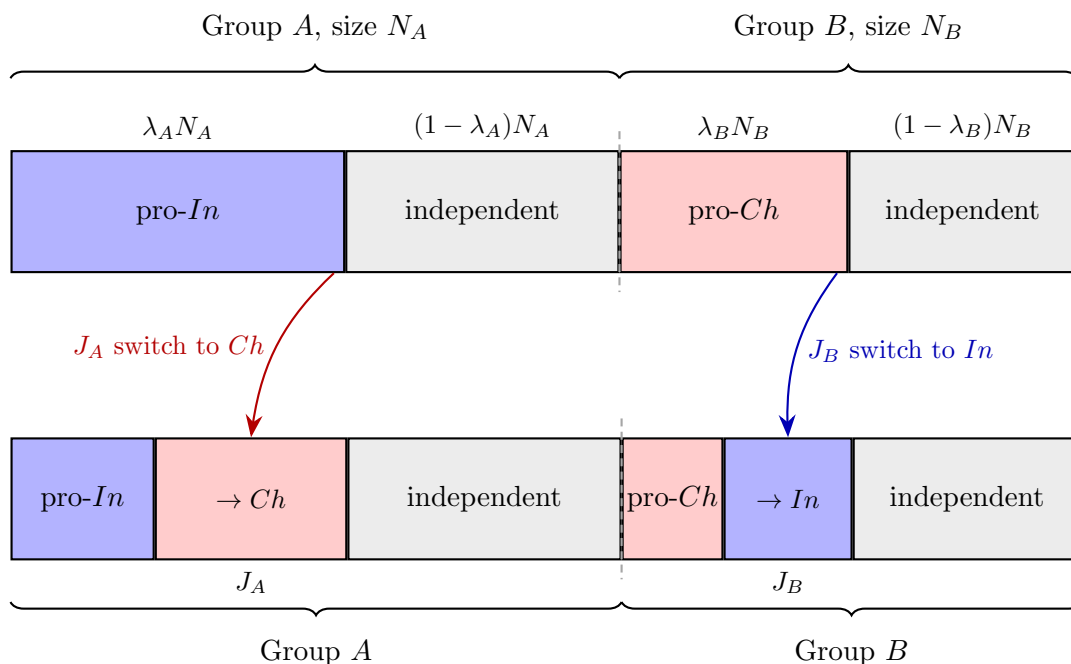 Group A, size N_A
Group B, size N_B
λ_A N_A
(1 − λ_A)N_A
λ_B N_B
(1 − λ_B)N_B
pro-In
independent
pro-Ch
independent
J_A switch to Ch
J_B switch to In
pro-In
→ Ch
independent
pro-Ch
→ In
independent
J_A
J_B
Group A
Group B